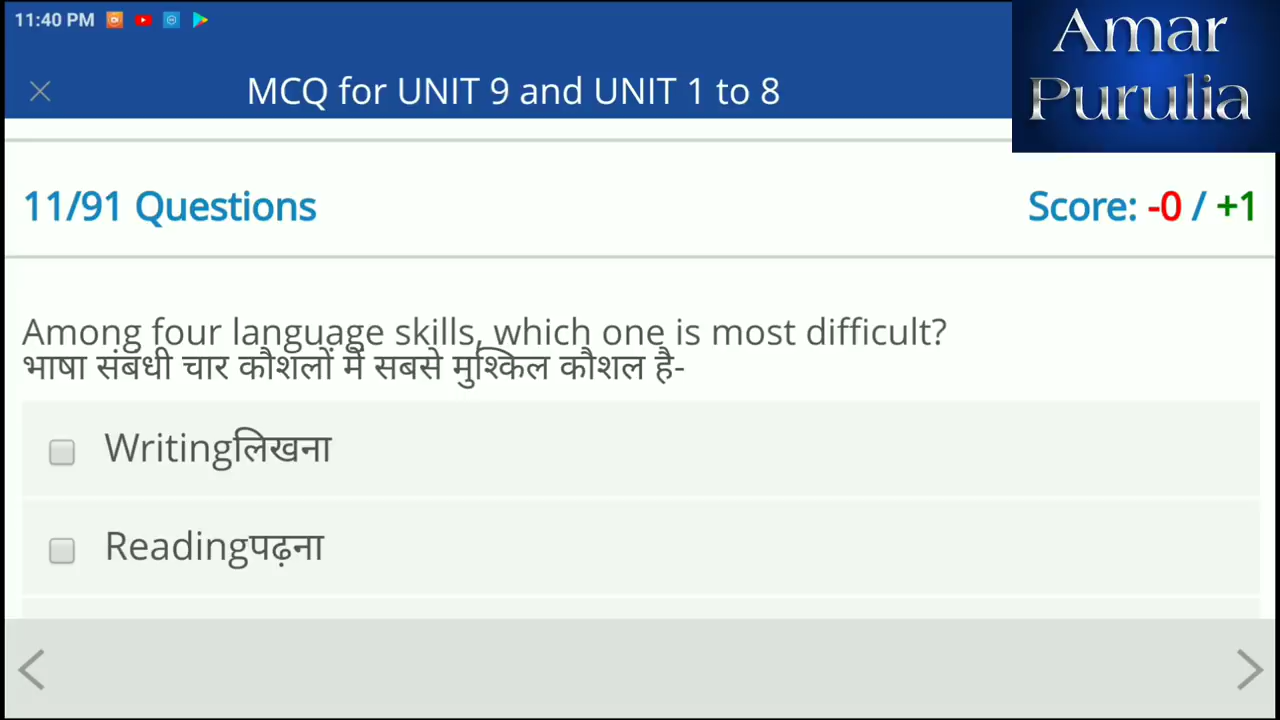 11:40 PM
MCQ for UNIT 9 and UNIT 1 to 8
Amar
Purulia
11/91 Questions
Score: -0 / +1
Among four language skills, which one is most difficult?
भाषा संबंधी चार कौशलों में सबसे मुश्किल कौशल है-
Writingलिखना
Readingपढ़ना